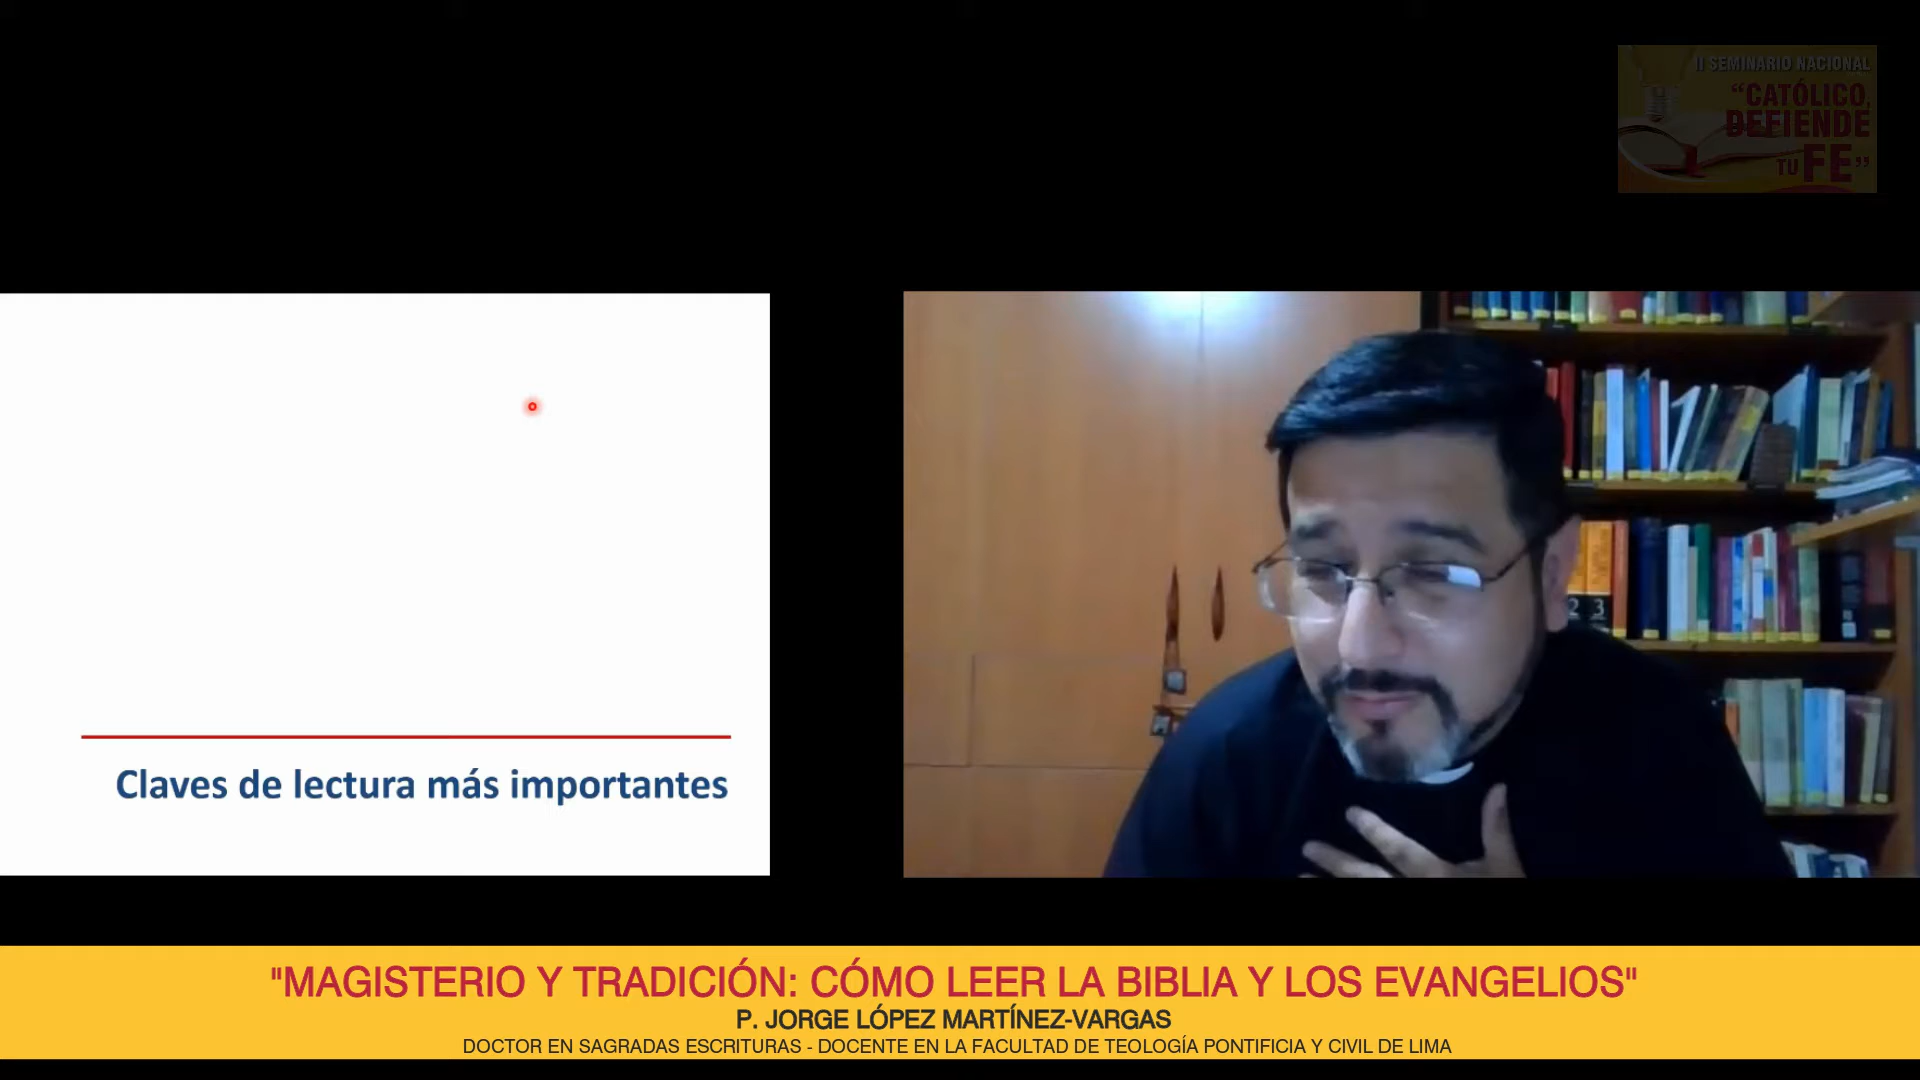 II SEMINARIO NACIONAL
"CATÓLICO,
DEFIENDE
TU FE"
Claves de lectura más importantes
2 3
"MAGISTERIO Y TRADICIÓN: CÓMO LEER LA BIBLIA Y LOS EVANGELIOS"
P. JORGE LÓPEZ MARTÍNEZ-VARGAS
DOCTOR EN SAGRADAS ESCRITURAS - DOCENTE EN LA FACULTAD DE TEOLOGÍA PONTIFICIA Y CIVIL DE LIMA